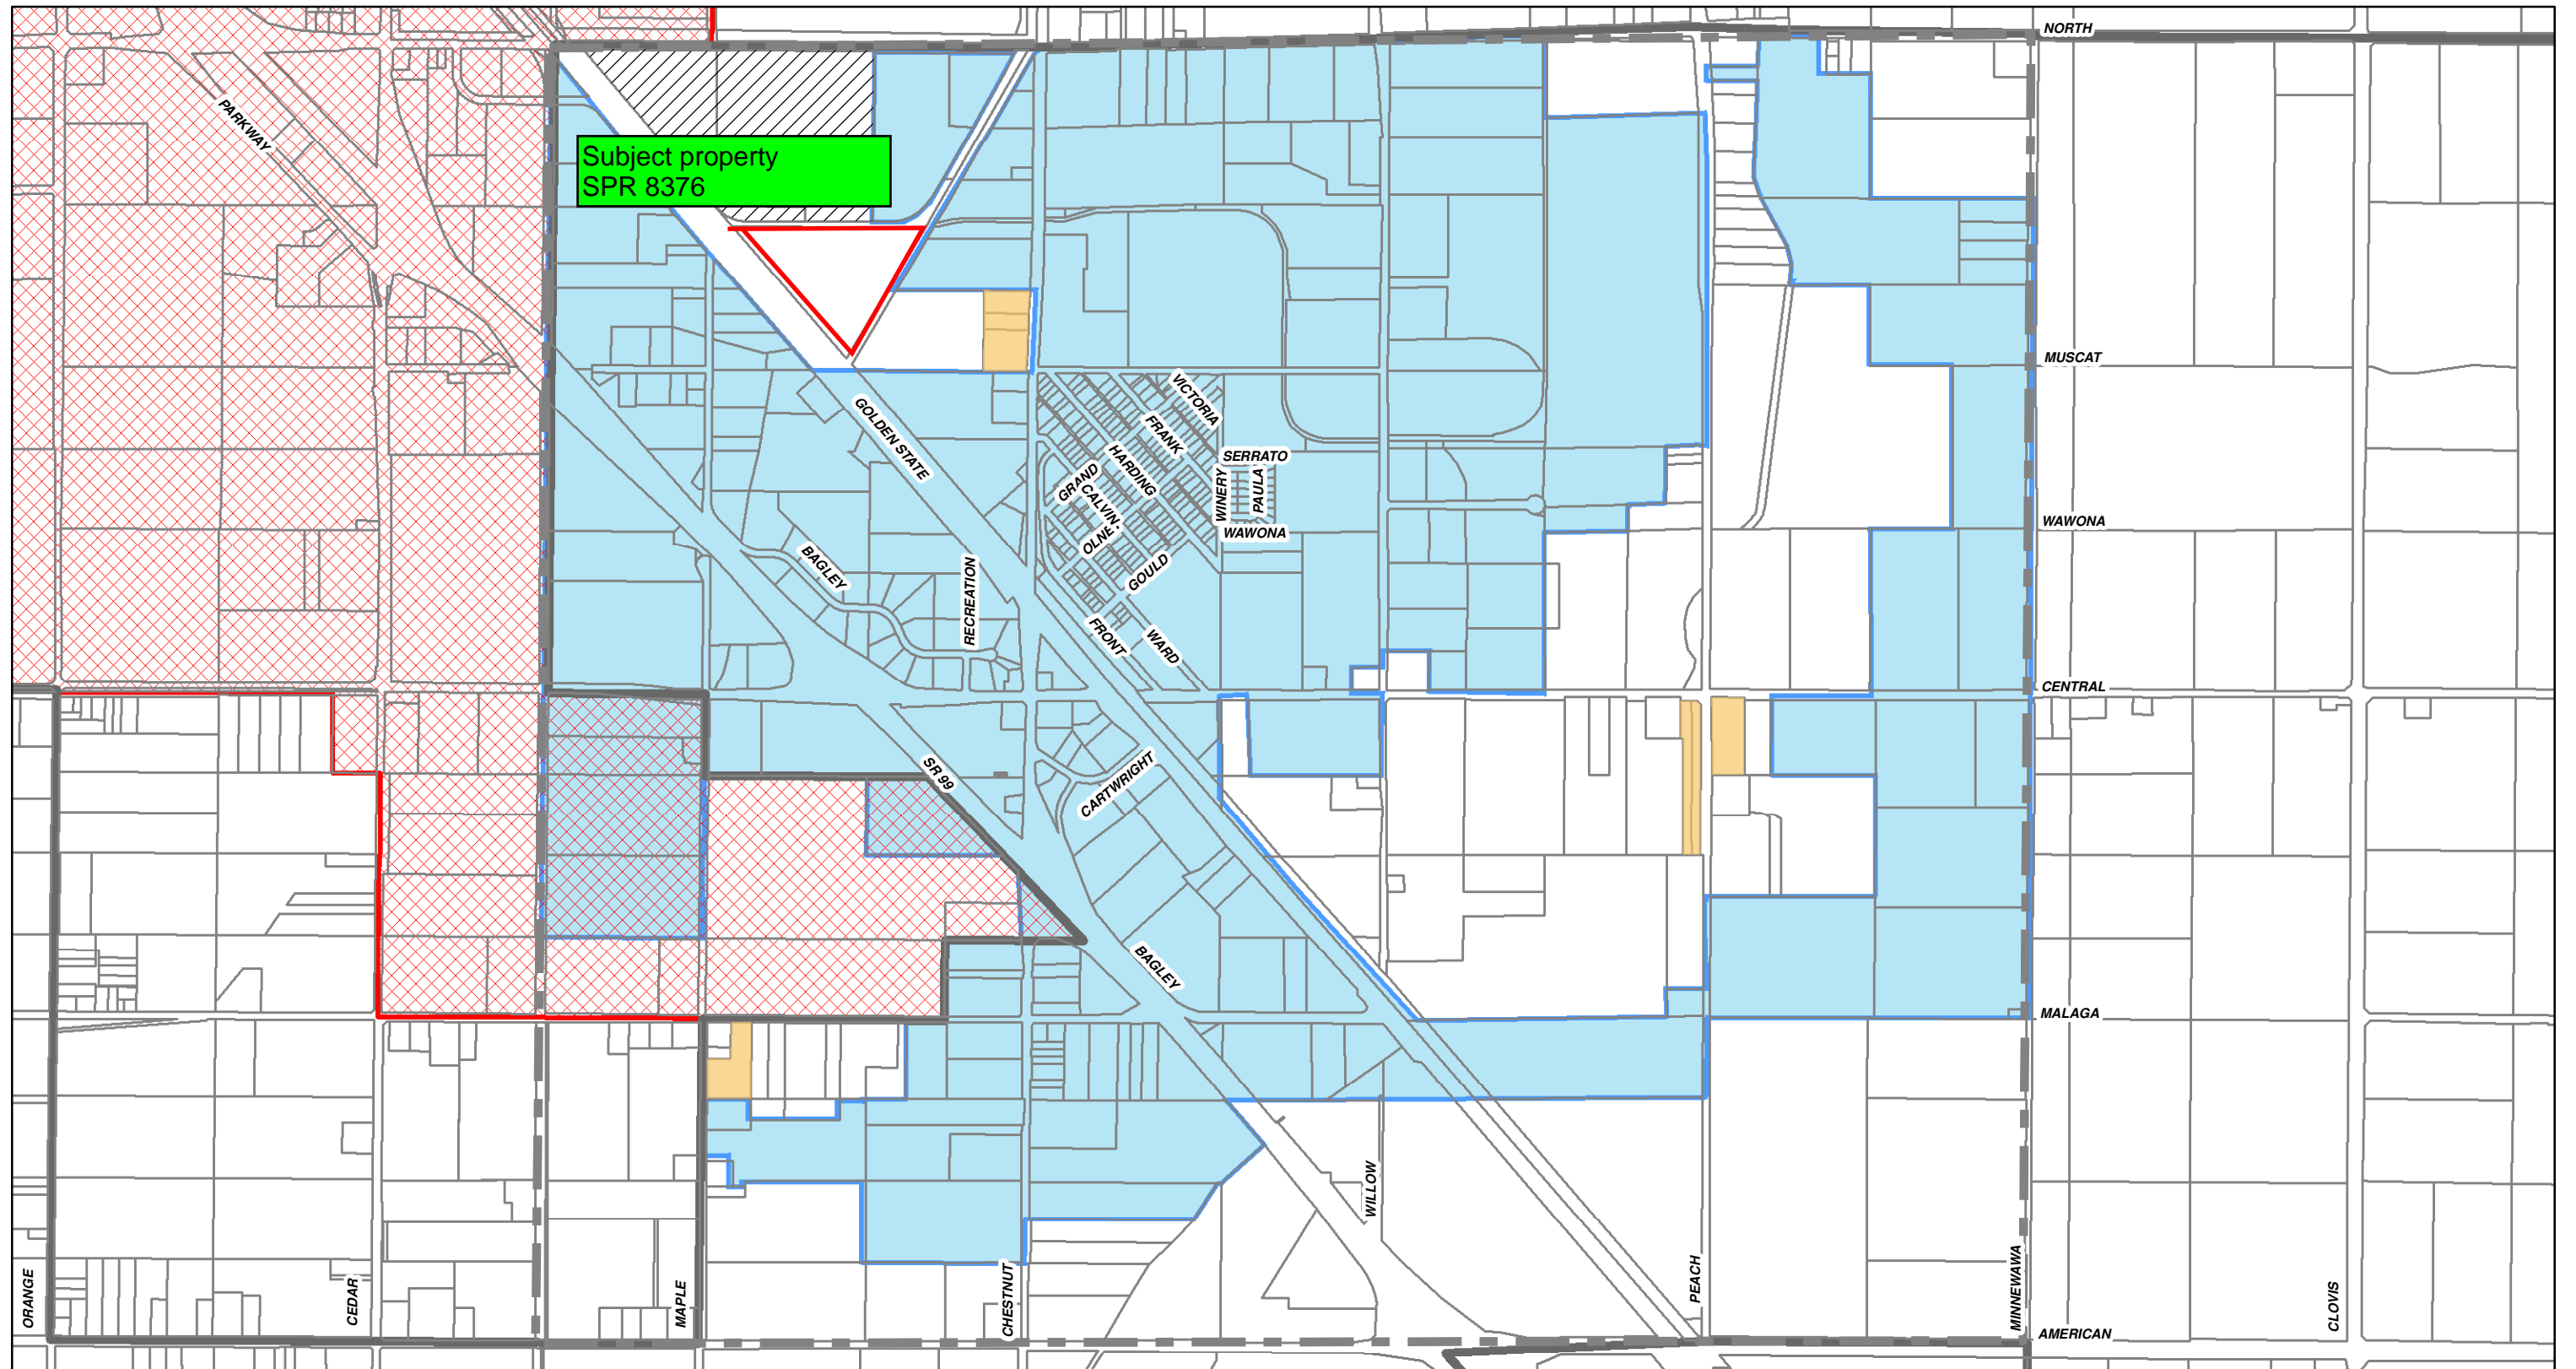 NORTH
PARKWAY
Subject property
SPR 8376
MUSCAT
VICTORIA
GOLDEN STATE
FRANK
HARDING
SERRATO
GRAND
CALVIN
WINERY
PAULA
OLNE
WAWONA
WAWONA
BAGLEY
GOULD
RECREATION
FRONT
WARD
CENTRAL
SR 99
CARTWRIGHT
BAGLEY
MALAGA
WILLOW
ORANGE
CEDAR
MAPLE
CHESTNUT
PEACH
MINNEWAWA
CLOVIS
AMERICAN